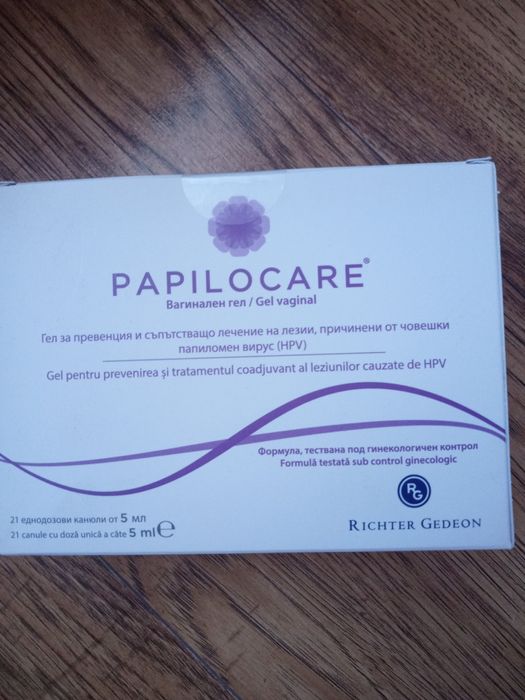 PAPILOCARE®
Вагинален гел / Gel vaginal
Гел за превенция и съпътстващо лечение на лезии, причинени от човешки
папиломен вирус (HPV)
Gel pentru prevenirea și tratamentul coadjuvant al leziunilor cauzate de HPV
Формула, тествана под гинекологичен контрол
Formulă testată sub control ginecologic
RG
RICHTER GEDEON
21 еднодозови канюли от 5 мл
21 canule cu doză unică a câte 5 ml ℮